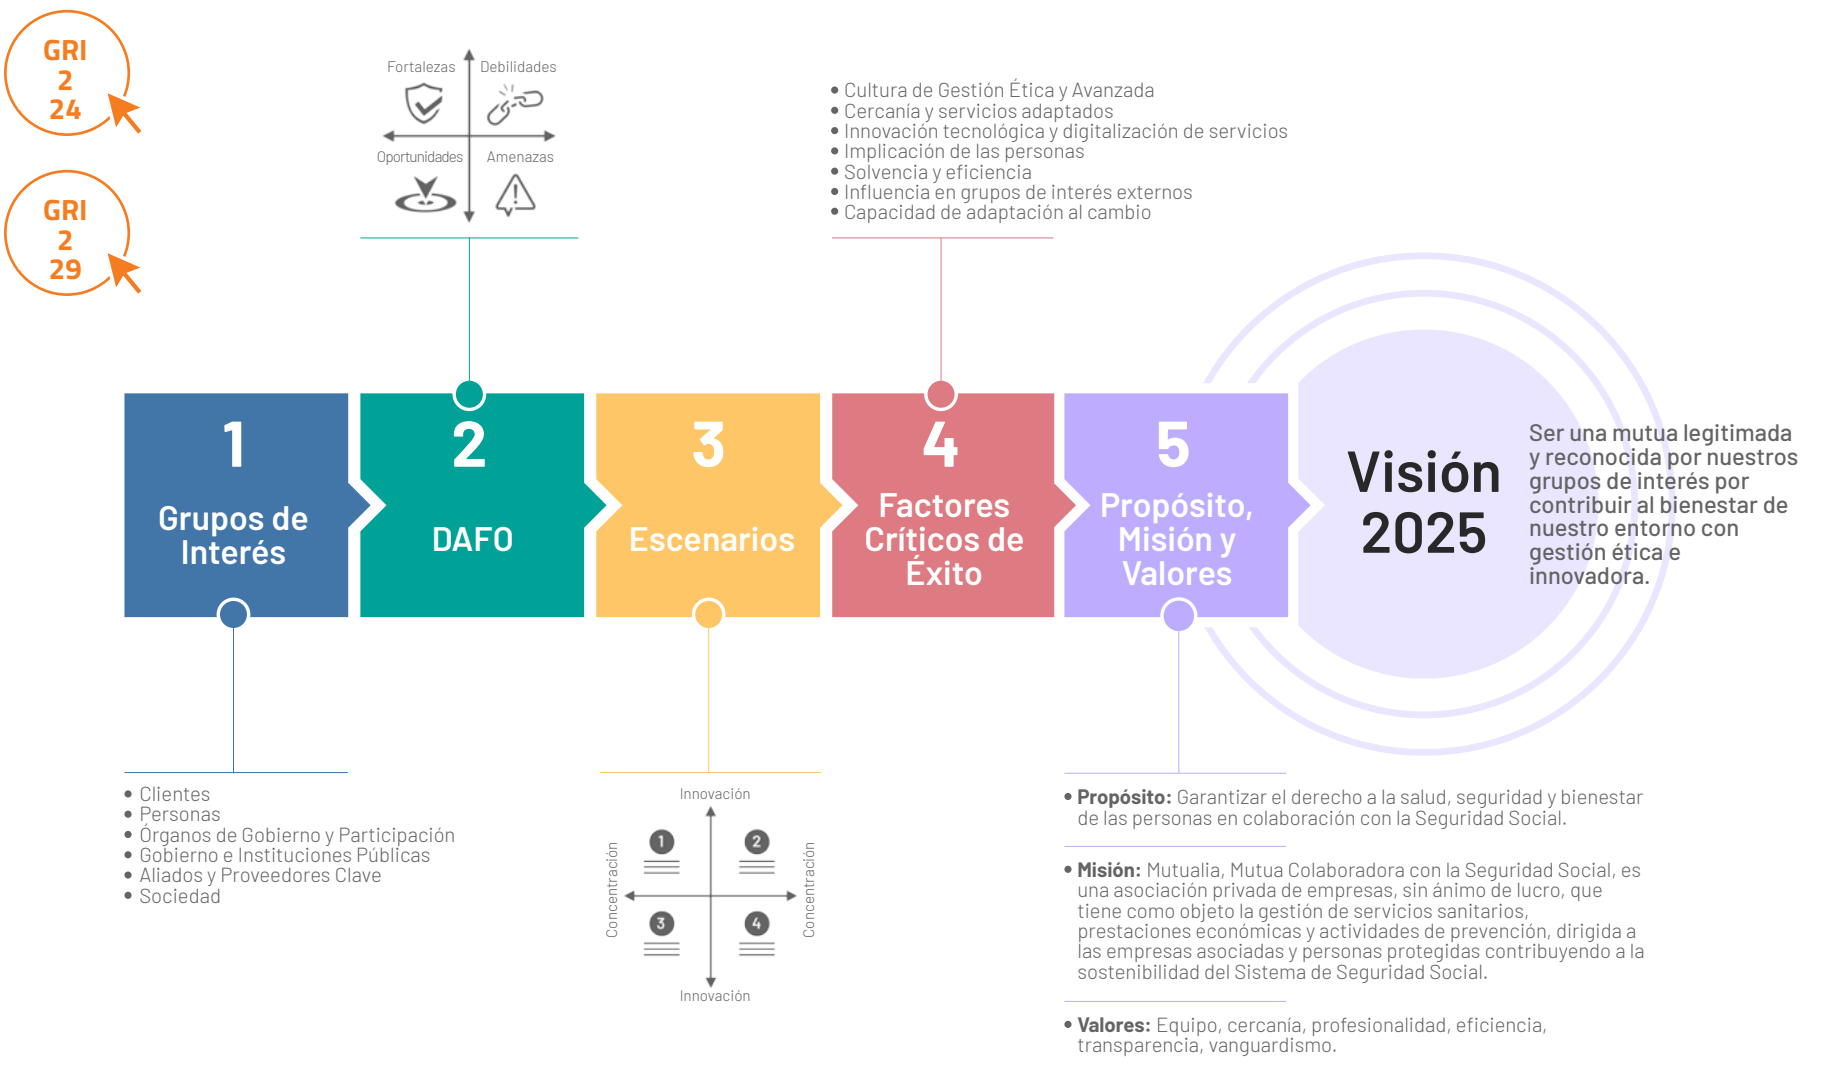 GRI
2
24
GRI
2
29
Fortalezas
Debilidades
Oportunidades
Amenazas
• Cultura de Gestión Ética y Avanzada
• Cercanía y servicios adaptados
• Innovación tecnológica y digitalización de servicios
• Implicación de las personas
• Solvencia y eficiencia
• Influencia en grupos de interés externos
• Capacidad de adaptación al cambio
1
Grupos de
Interés
2
DAFO
3
Escenarios
4
Factores
Críticos de
Éxito
5
Propósito,
Misión y
Valores
Visión
2025
Ser una mutua legitimada
y reconocida por nuestros
grupos de interés por
contribuir al bienestar de
nuestro entorno con
gestión ética e
innovadora.
• Clientes
• Personas
• Órganos de Gobierno y Participación
• Gobierno e Instituciones Públicas
• Aliados y Proveedores Clave
• Sociedad
Innovación
Concentración
1
2
3
4
Concentración
Innovación
• Propósito: Garantizar el derecho a la salud, seguridad y bienestar
de las personas en colaboración con la Seguridad Social.
• Misión: Mutualia, Mutua Colaboradora con la Seguridad Social, es
una asociación privada de empresas, sin ánimo de lucro, que
tiene como objeto la gestión de servicios sanitarios,
prestaciones económicas y actividades de prevención, dirigida a
las empresas asociadas y personas protegidas contribuyendo a la
sostenibilidad del Sistema de Seguridad Social.
• Valores: Equipo, cercanía, profesionalidad, eficiencia,
transparencia, vanguardismo.